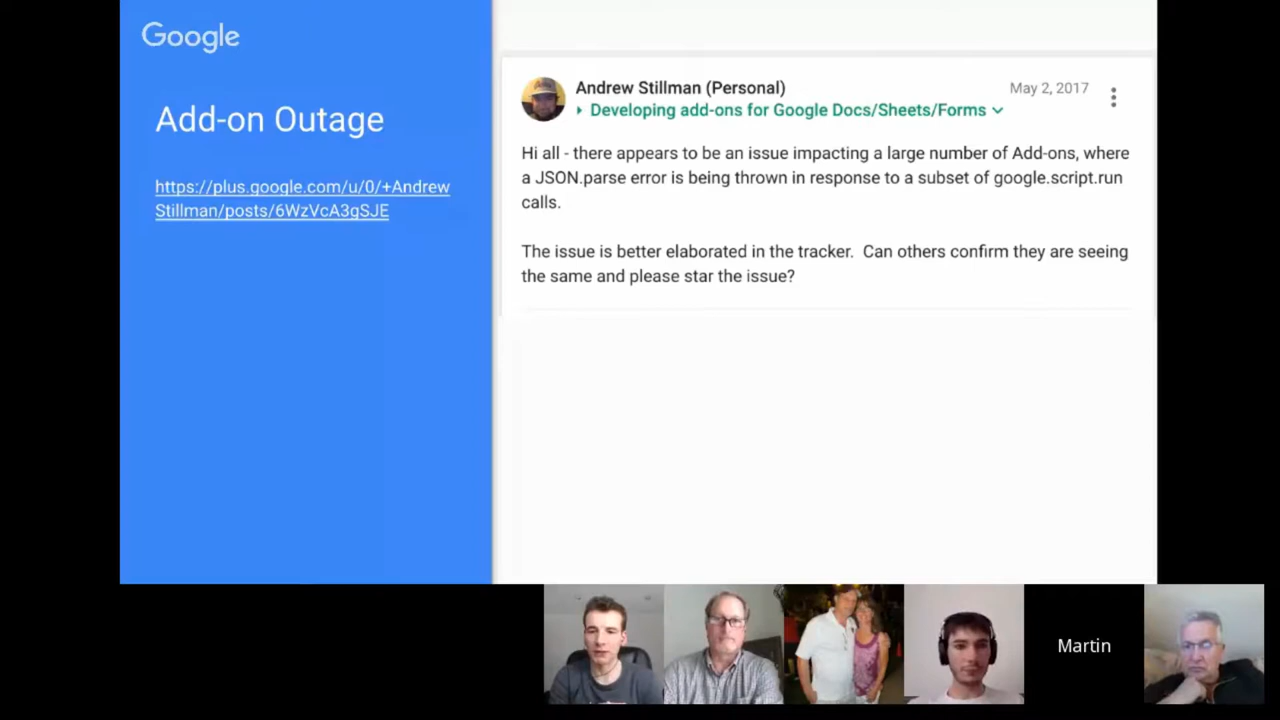 Google
Add-on Outage
https://plus.google.com/u/0/+Andrew
Stillman/posts/6WzVcA3gSJE
Andrew Stillman (Personal)
May 2, 2017
Developing add-ons for Google Docs/Sheets/Forms
Hi all - there appears to be an issue impacting a large number of Add-ons, where
a JSON.parse error is being thrown in response to a subset of google.script.run
calls.
The issue is better elaborated in the tracker.  Can others confirm they are seeing
the same and please star the issue?
Martin